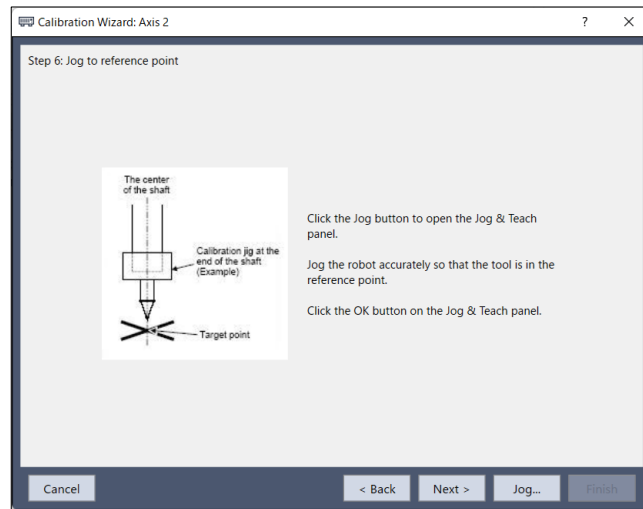 Calibration Wizard: Axis 2
? ×
Step 6: Jog to reference point
The center
of the shaft
Calibration jig at the
end of the shaft
(Example)
Target point
Click the Jog button to open the Jog & Teach
panel.
Jog the robot accurately so that the tool is in the
reference point.
Click the OK button on the Jog & Teach panel.
Cancel
< Back
Next >
Jog...
Finish